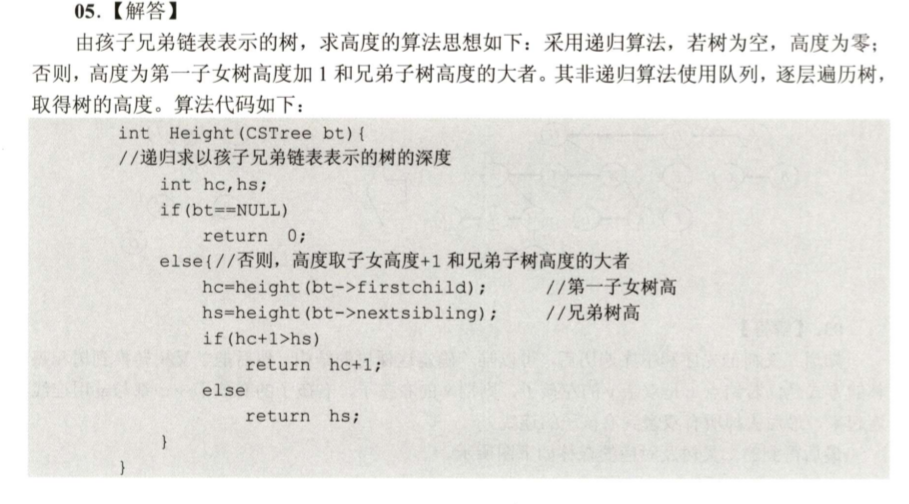 05.【解答】
由孩子兄弟链表表示的树，求高度的算法思想如下：采用递归算法，若树为空，高度为零；
否则，高度为第一子女树高度加 1 和兄弟子树高度的大者。其非递归算法使用队列，逐层遍历树，
取得树的高度。算法代码如下：
int Height(CSTree bt){
//递归求以孩子兄弟链表表示的树的深度
int hc,hs;
if(bt==NULL)
return 0;
else{//否则，高度取子女高度+1 和兄弟子树高度的大者
hc=height(bt->firstchild); //第一子女树高
hs=height(bt->nextsibling); //兄弟树高
if(hc+1>hs)
return hc+1;
else
return hs;
}
}